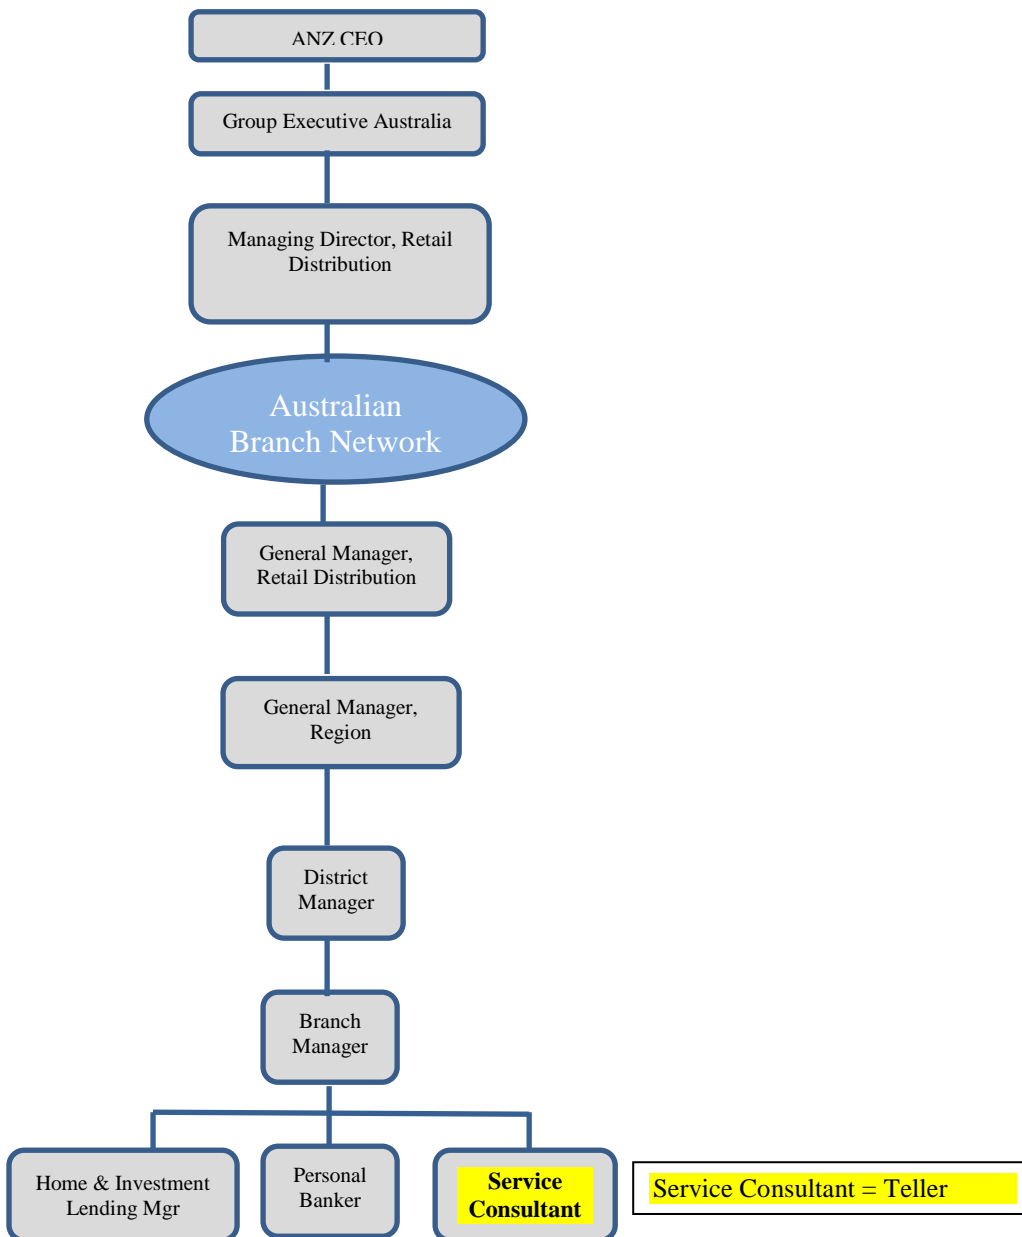 ANZ CEO
Group Executive Australia
Managing Director, Retail
Distribution
Australian
Branch Network
General Manager,
Retail Distribution
General Manager,
Region
District
Manager
Branch
Manager
Home & Investment
Lending Mgr
Personal
Banker
Service
Consultant
Service Consultant = Teller